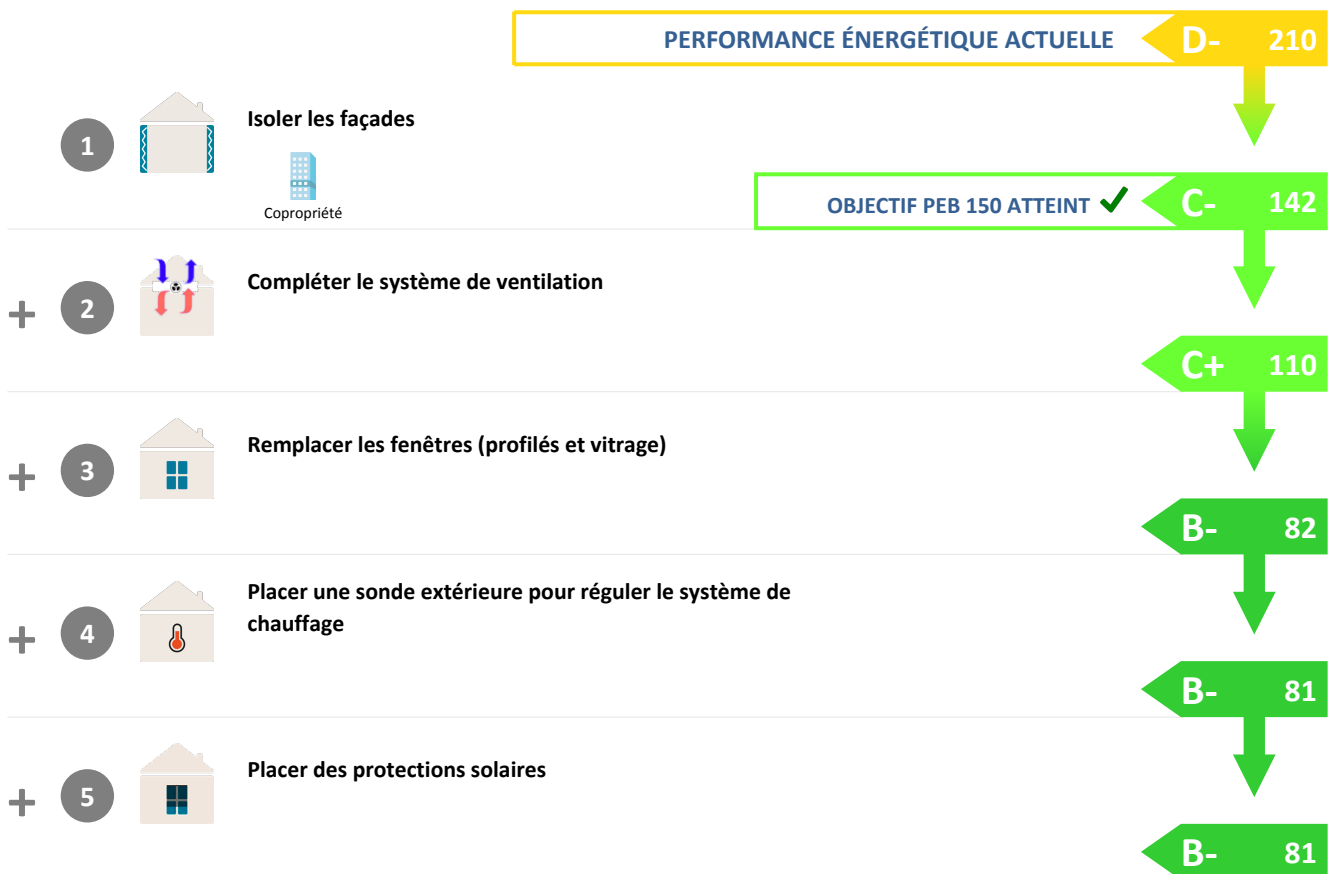 PERFORMANCE ÉNERGÉTIQUE ACTUELLE D- 210
1 Isoler les façades
Copropriété
OBJECTIF PEB 150 ATTEINT ✓ C- 142
+ 2 Compléter le système de ventilation
C+ 110
+ 3 Remplacer les fenêtres (profilés et vitrage)
B- 82
+ 4 Placer une sonde extérieure pour réguler le système de
chauffage
B- 81
+ 5 Placer des protections solaires
B- 81